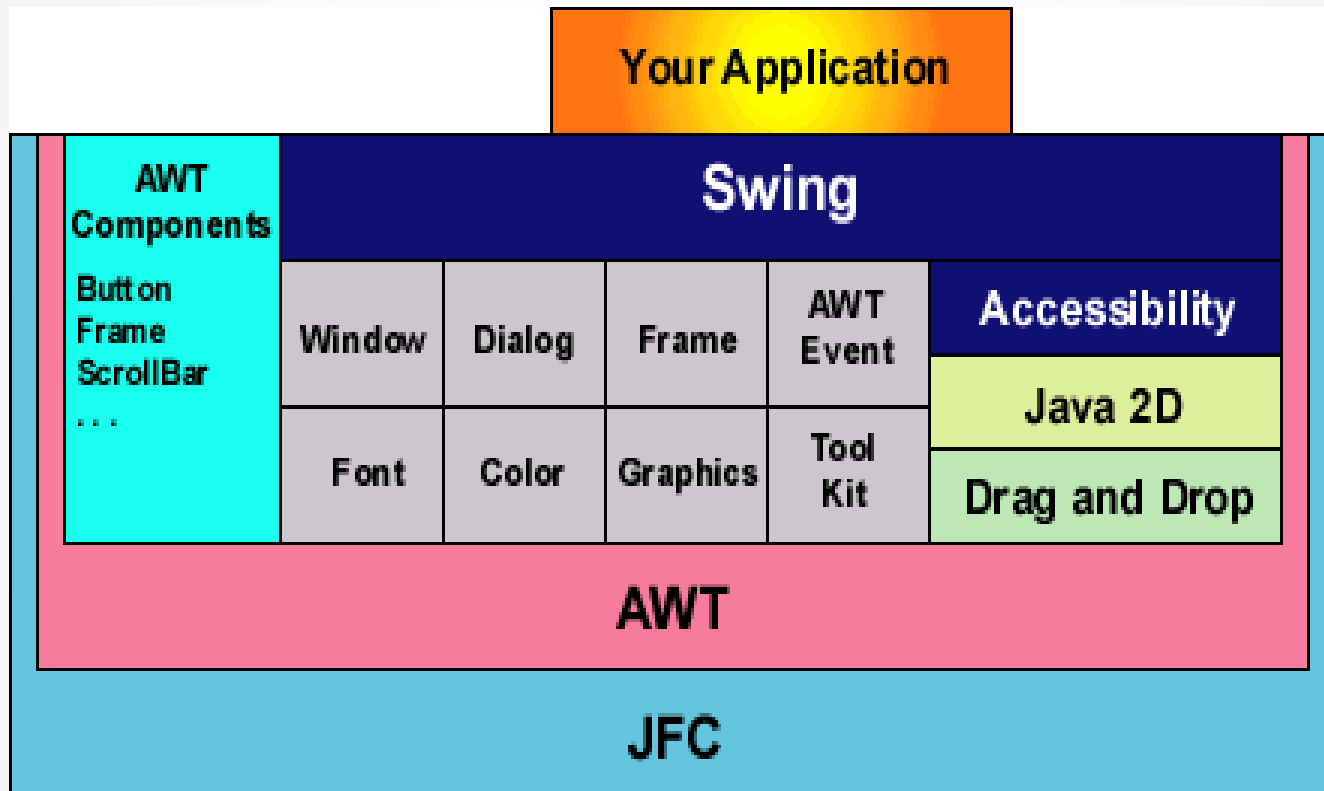 Your Application
AWT
Components
Button
Frame
ScrollBar
. . .
Swing
Window
Dialog
Frame
AWT
Event
Accessibility
Java 2D
Font
Color
Graphics
Tool
Kit
Drag and Drop
AWT
JFC